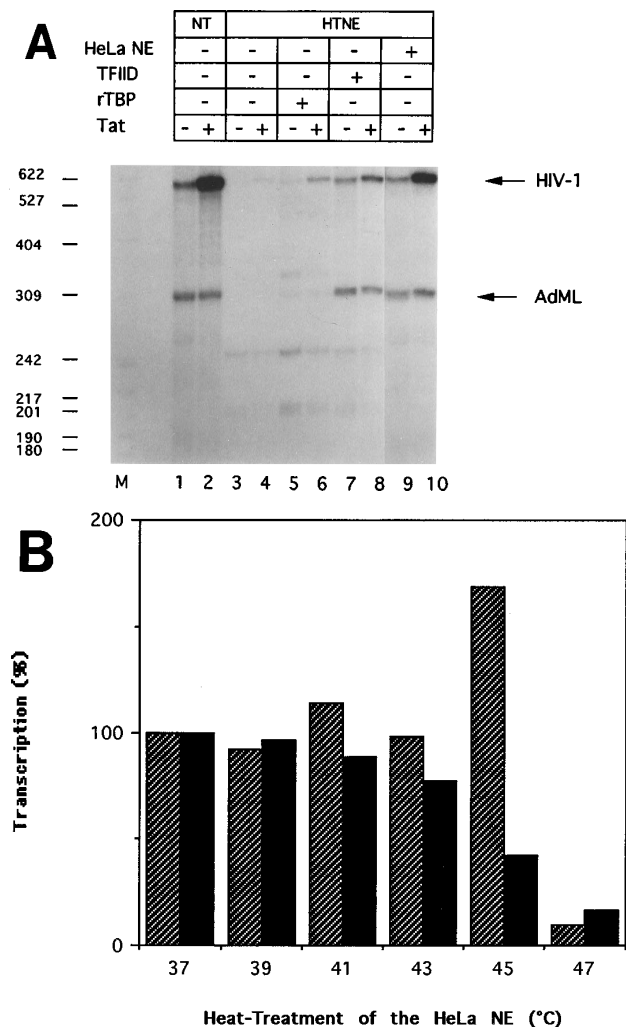 A
NT HTNE
HeLa NE - - - - +
TFIID - - - + -
rTBP - - + - -
Tat - + - + - + - + - +
622
527
404
309
242
217
201
190
180
HIV-1
AdML
M 1 2 3 4 5 6 7 8 9 10
B
Transcription (%)
200
100
0
37 39 41 43 45 47
Heat-Treatment of the HeLa NE (°C)